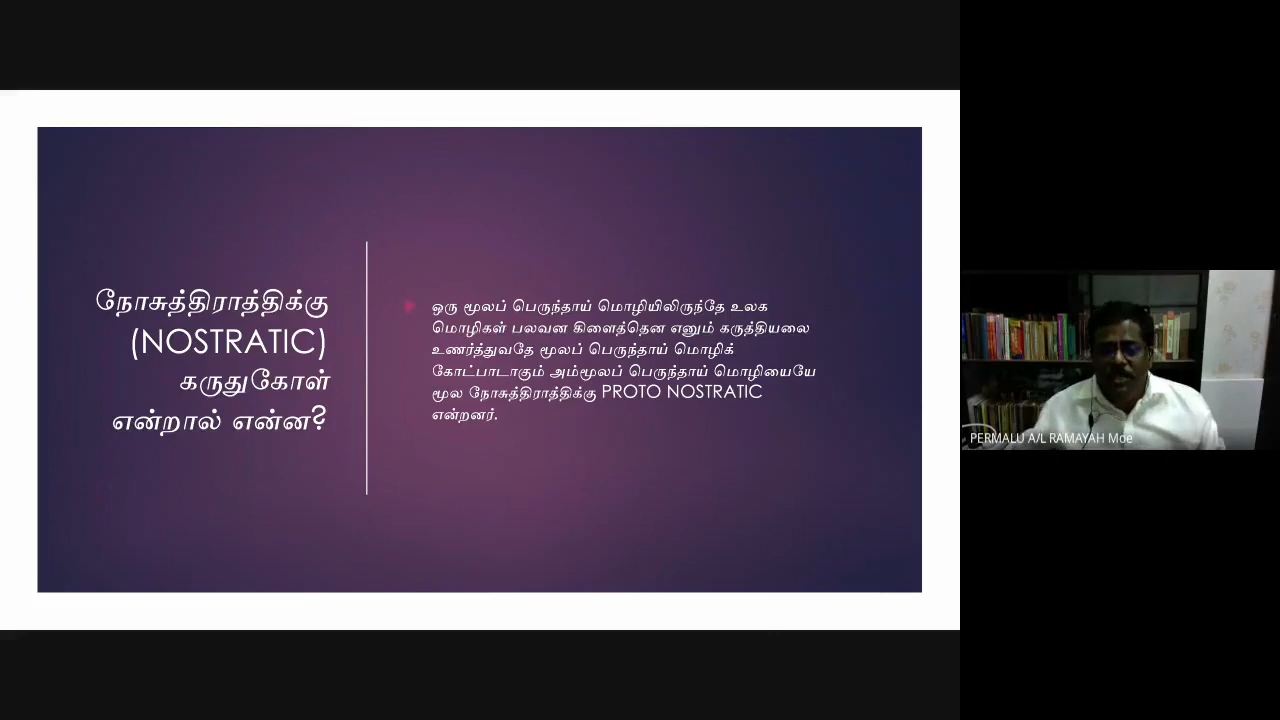 நோசுத்திராத்திக்கு
(NOSTRATIC)
கருதுகோள்
என்றால் என்ன?
ஒரு மூலப் பெருந்தாய் மொழியிலிருந்தே உலக
மொழிகள் பலவன கிளைத்தென எனும் கருத்தியலை
உணர்த்துவதே மூலப் பெருந்தாய் மொழிக்
கோட்பாடாகும் அம்மூலப் பெருந்தாய் மொழியையே
மூல நோசுத்திராத்திக்கு PROTO NOSTRATIC
என்றனர்.
PERMALU A/L RAMAYAH Moe